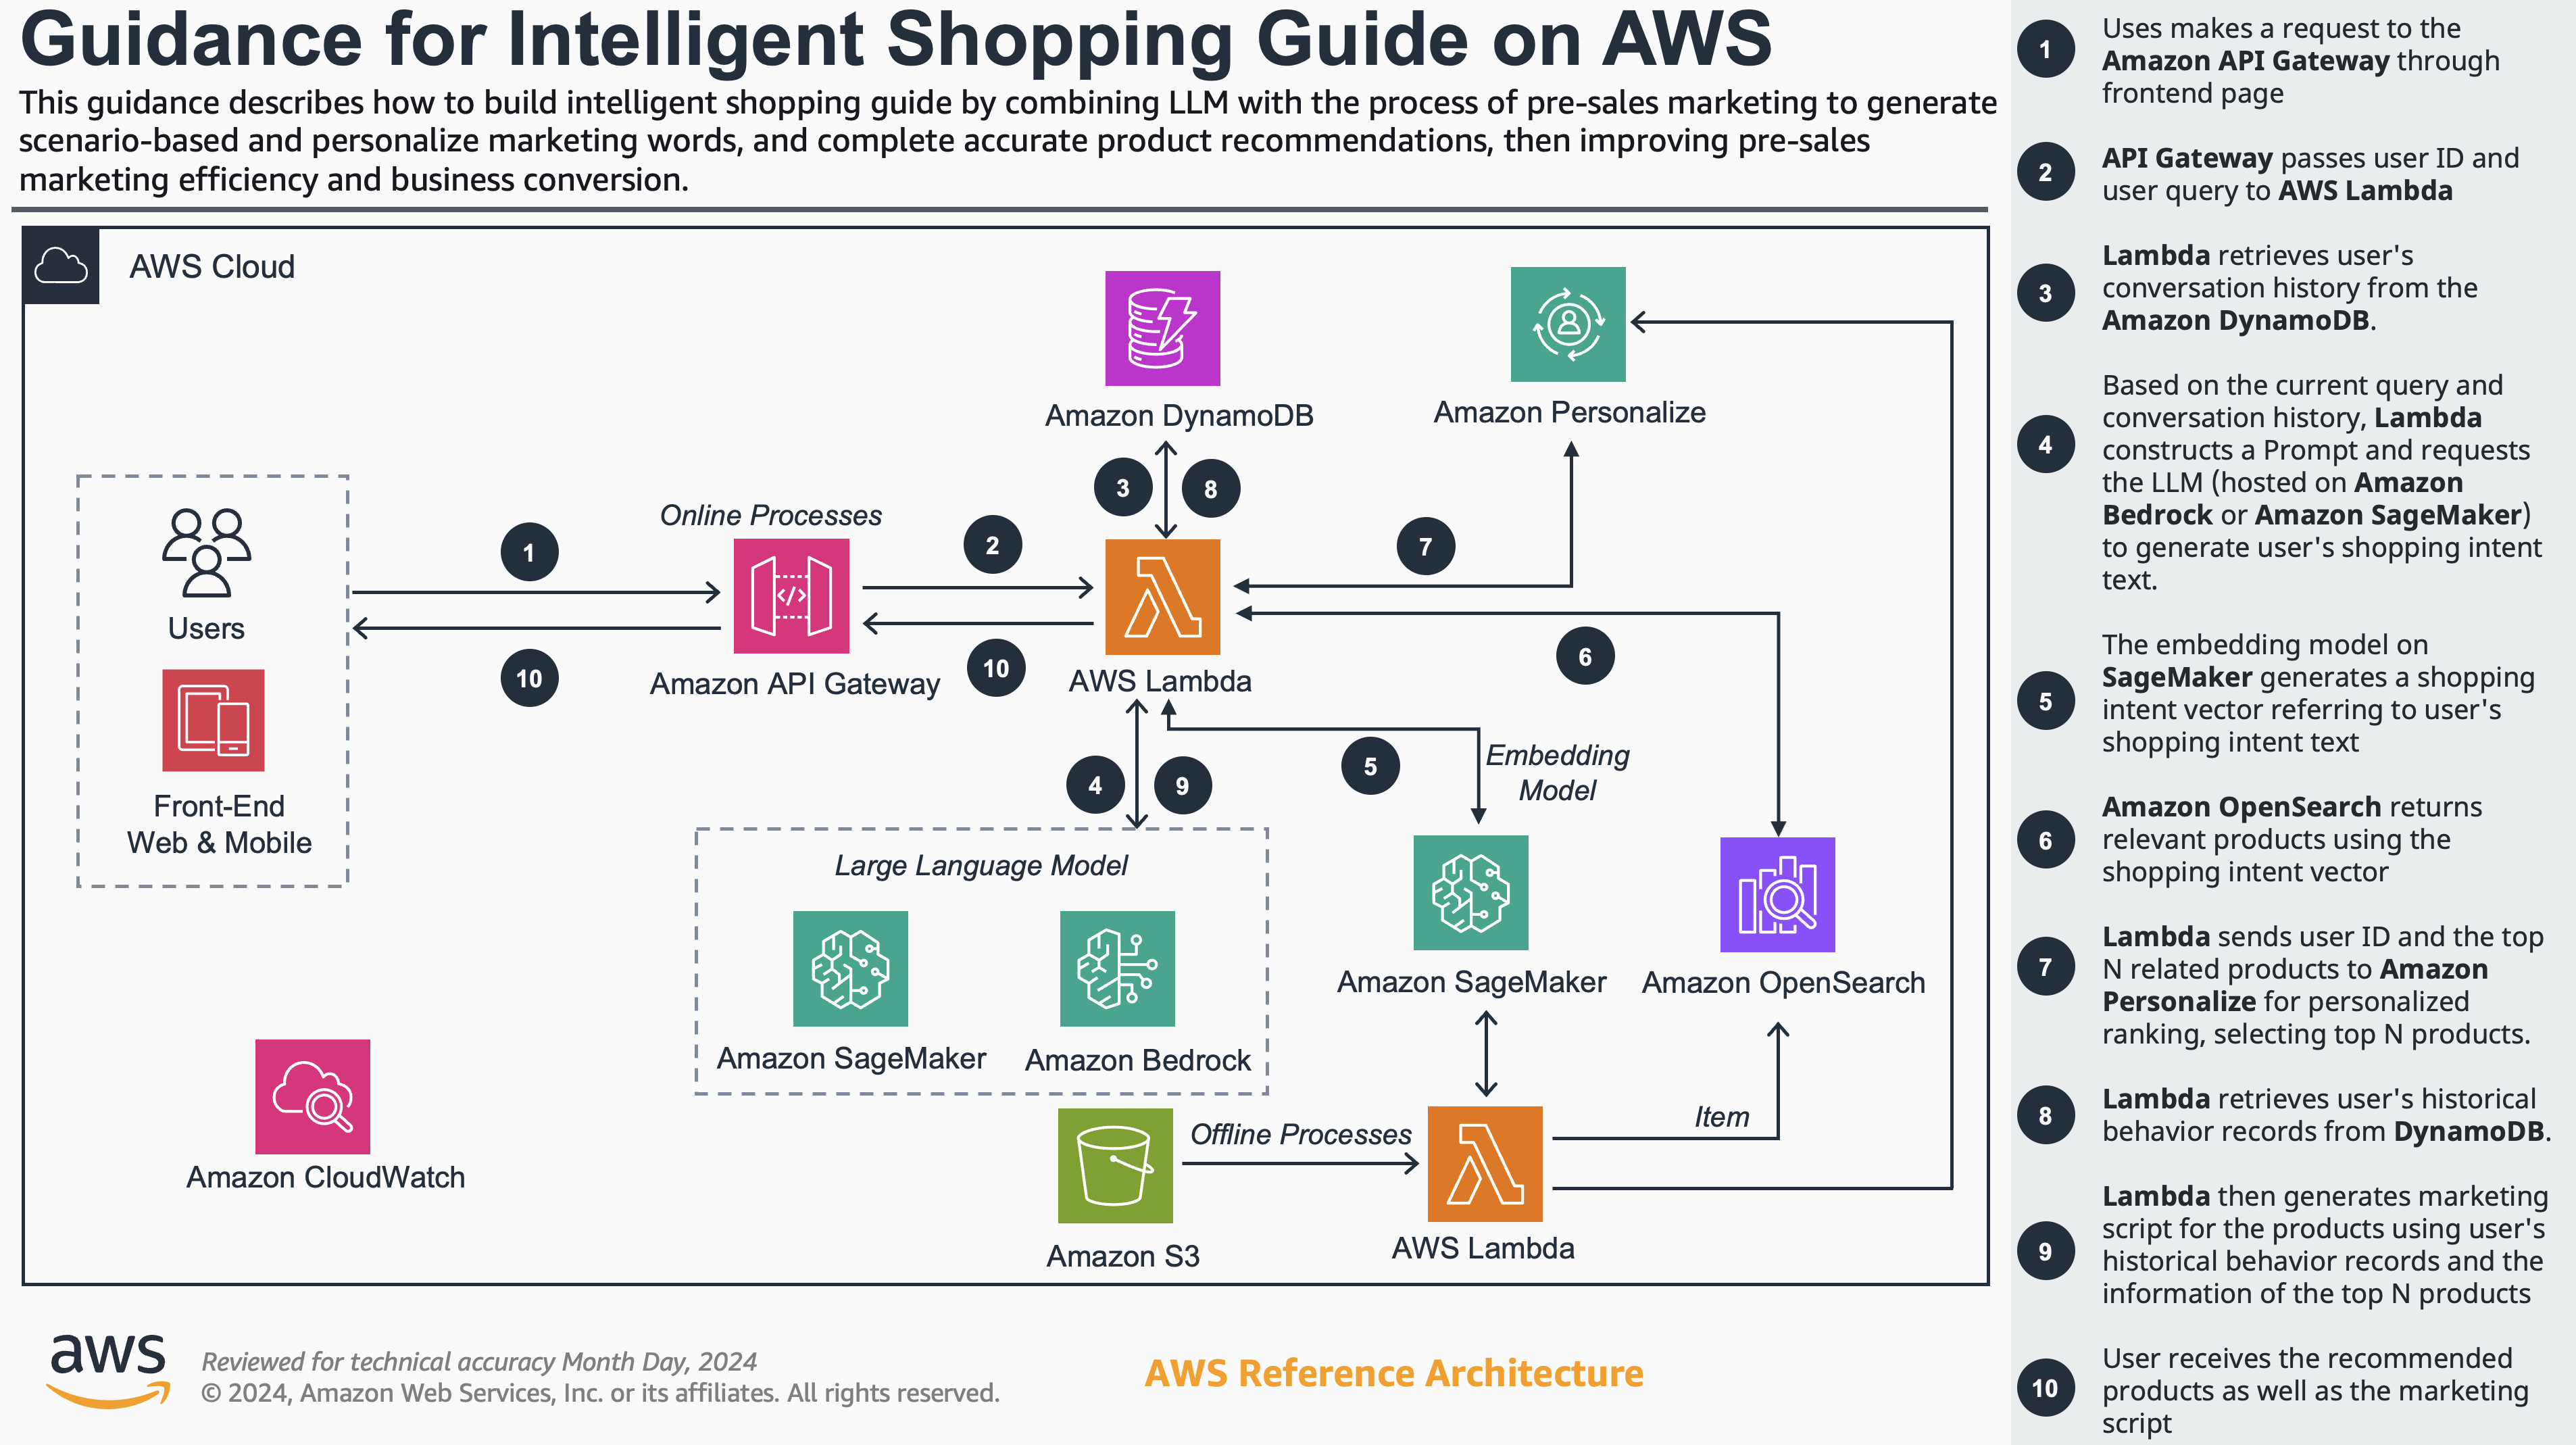 Guidance for Intelligent Shopping Guide on AWS
This guidance describes how to build intelligent shopping guide by combining LLM with the process of pre-sales marketing to generate
scenario-based and personalize marketing words, and complete accurate product recommendations, then improving pre-sales
marketing efficiency and business conversion.
AWS Cloud
Amazon DynamoDB
Amazon Personalize
3
8
Online Processes
1
2
7
Users
10
10
6
Amazon API Gateway
AWS Lambda
Front-End
Web & Mobile
4
9
5
Embedding
Model
Large Language Model
Amazon SageMaker
Amazon Bedrock
Amazon SageMaker
Amazon OpenSearch
Amazon CloudWatch
Offline Processes
Item
Amazon S3
AWS Lambda
aws
Reviewed for technical accuracy Month Day, 2024
© 2024, Amazon Web Services, Inc. or its affiliates. All rights reserved.
AWS Reference Architecture
1
Uses makes a request to the
Amazon API Gateway through
frontend page
2
API Gateway passes user ID and
user query to AWS Lambda
3
Lambda retrieves user's
conversation history from the
Amazon DynamoDB.
4
Based on the current query and
conversation history, Lambda
constructs a Prompt and requests
the LLM (hosted on Amazon
Bedrock or Amazon SageMaker)
to generate user's shopping intent
text.
5
The embedding model on
SageMaker generates a shopping
intent vector referring to user's
shopping intent text
6
Amazon OpenSearch returns
relevant products using the
shopping intent vector
7
Lambda sends user ID and the top
N related products to Amazon
Personalize for personalized
ranking, selecting top N products.
8
Lambda retrieves user's historical
behavior records from DynamoDB.
9
Lambda then generates marketing
script for the products using user's
historical behavior records and the
information of the top N products
10
User receives the recommended
products as well as the marketing
script